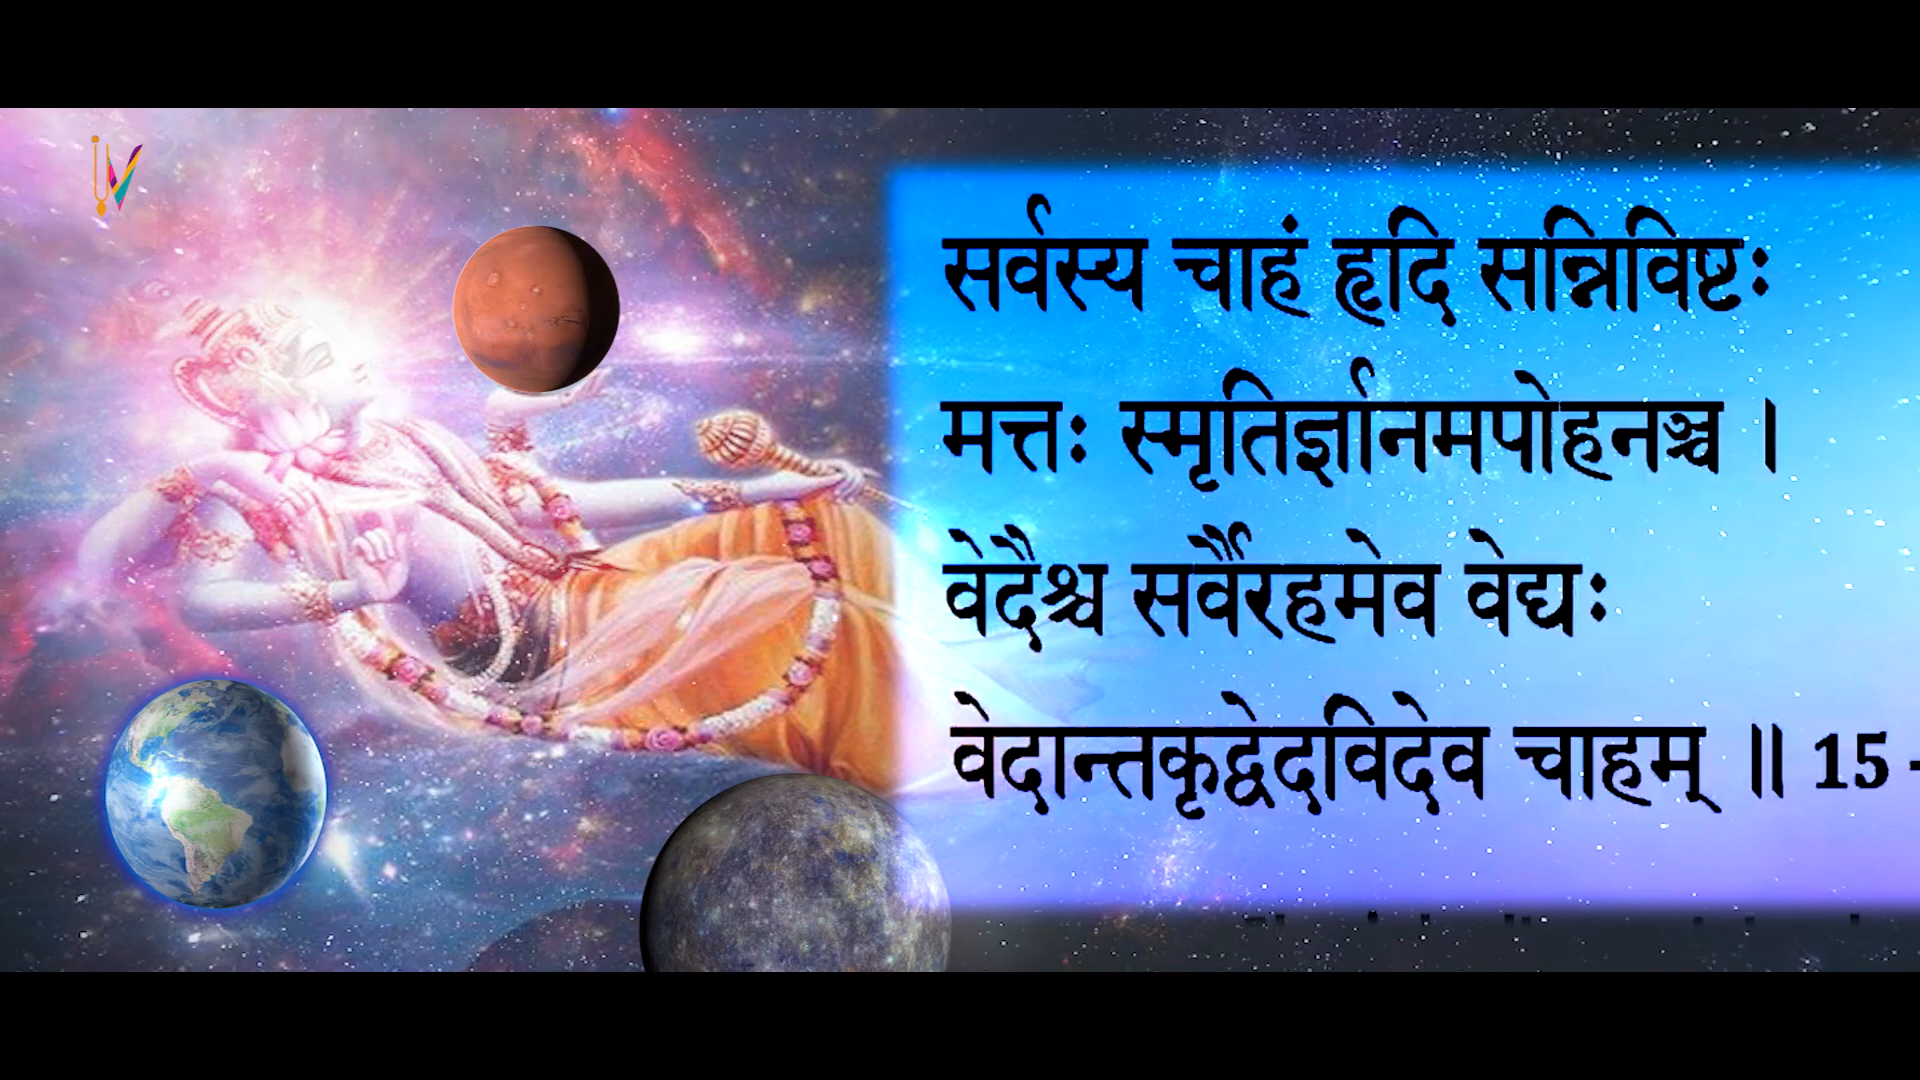 सर्वस्य चाहं हृदि सन्निविष्टः
मत्तः स्मृतिर्ज्ञानमपोहनञ्च ।
वेदैश्च सर्वैरहमेव वेद्यः
वेदान्तकृद्वेदविदेव चाहम् ॥ 15 -